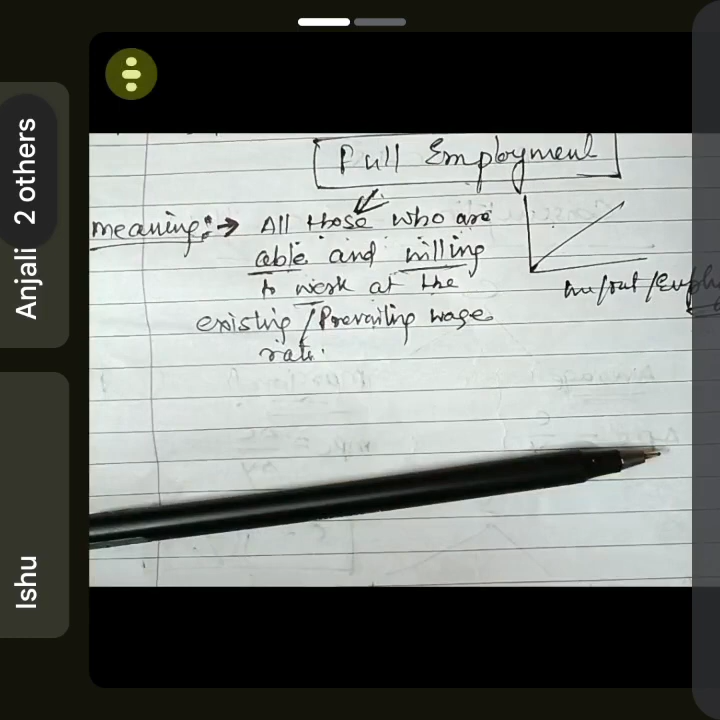 Full Employment
meaning:→ All those who are
able and willing
to work at the
existing / Prevailing wage
rate.
Anjali 2 others
Ishu